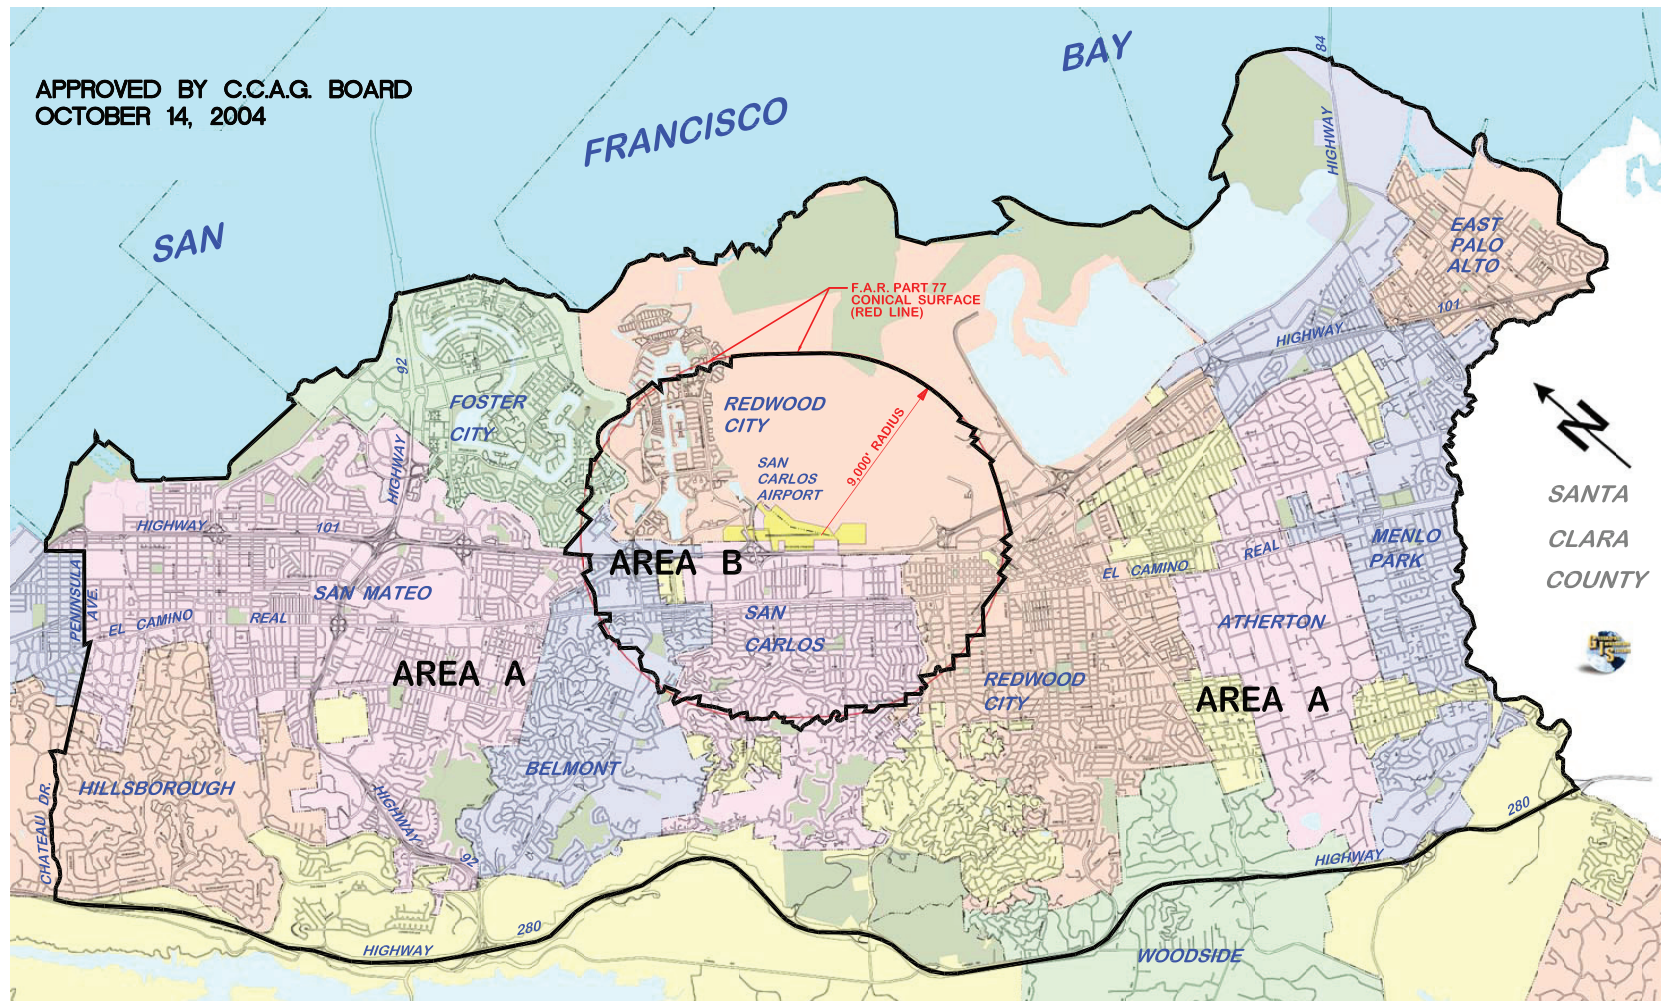 APPROVED BY C.C.A.G. BOARD
OCTOBER 14, 2004
SAN
FRANCISCO
BAY
HIGHWAY
84
EAST
PALO
ALTO
101
HIGHWAY
F.A.R. PART 77
CONICAL SURFACE
(RED LINE)
92
HIGHWAY
FOSTER
CITY
REDWOOD
CITY
SAN
CARLOS
AIRPORT
9,000' RADIUS
N
SANTA
CLARA
COUNTY
GIS
HIGHWAY
101
AREA B
PENINSULA
AVE.
SAN MATEO
EL CAMINO
REAL
AREA A
SAN
CARLOS
EL CAMINO
REAL
MENLO
PARK
ATHERTON
REDWOOD
CITY
AREA A
HILLSBOROUGH
CHATEAU DR.
BELMONT
HIGHWAY
92
HIGHWAY
280
HIGHWAY
280
WOODSIDE